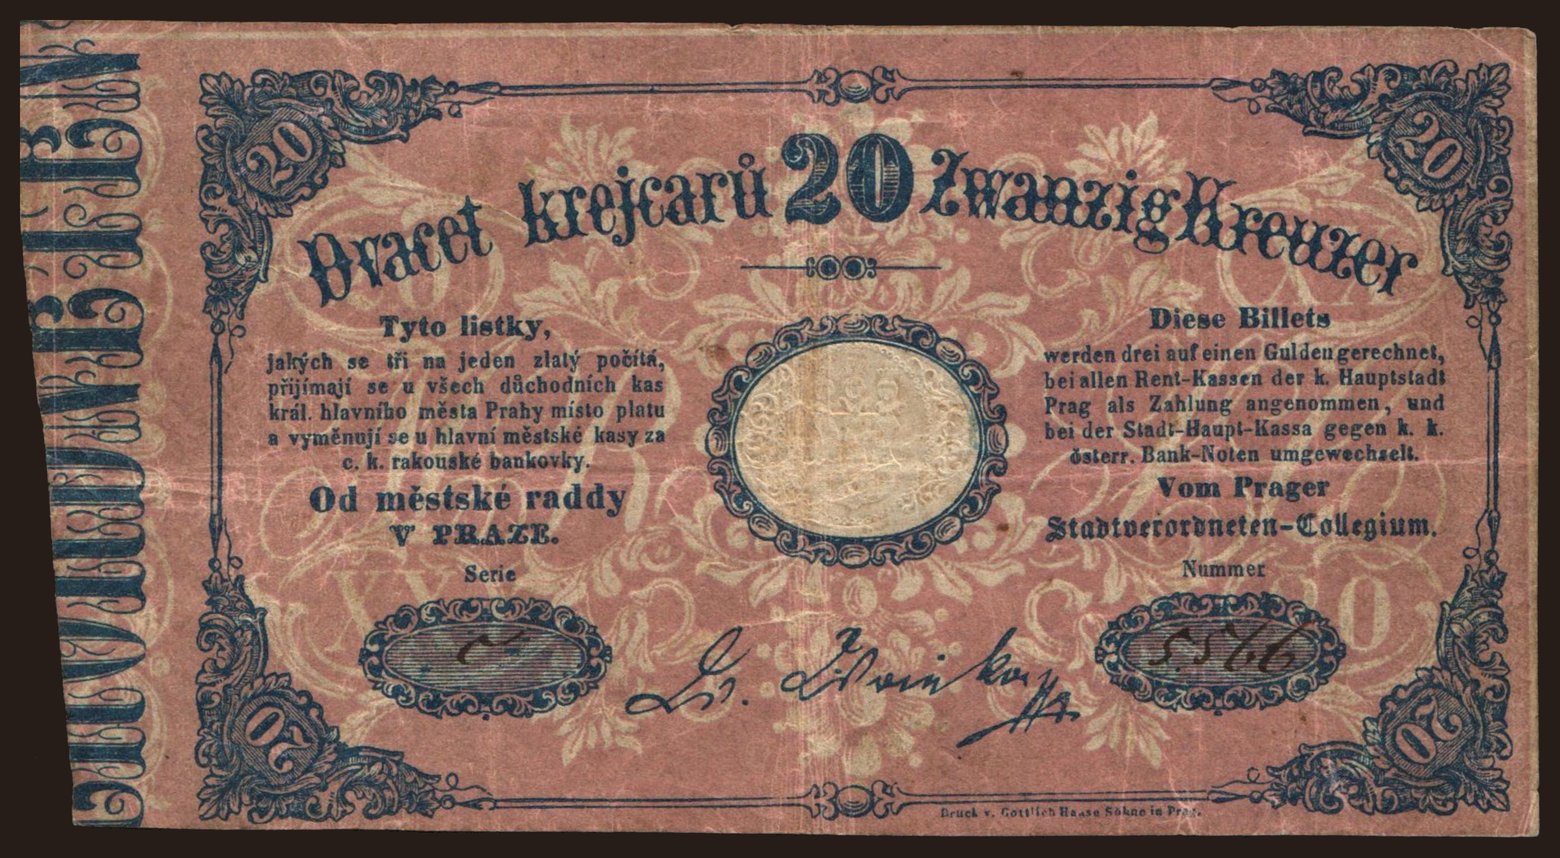 20
20
Dvacet krejcarů 20 Zwanzig Kreuzer
Tyto lístky,
jakých se tři na jeden zlatý počítá,
přijímají se u všech důchodních kas
král. hlavního města Prahy místo platu
a vyměnují se u hlavní městské kasy za
c. k. rakouské bankovky.
Od městské raddy
V PRAZE.
Serie
Diese Billets
werden drei auf einen Gulden gerechnet,
bei allen Rent-Kassen der k. Hauptstadt
Prag als Zahlung angenommen, und
bei der Stadt-Haupt-Kassa gegen k. k.
österr. Bank-Noten umgewechselt.
Vom Prager
Stadtverordneten-Collegium.
Nummer
5566
20
20
Druck v. Gottlieb Haase Söhne in Prag.